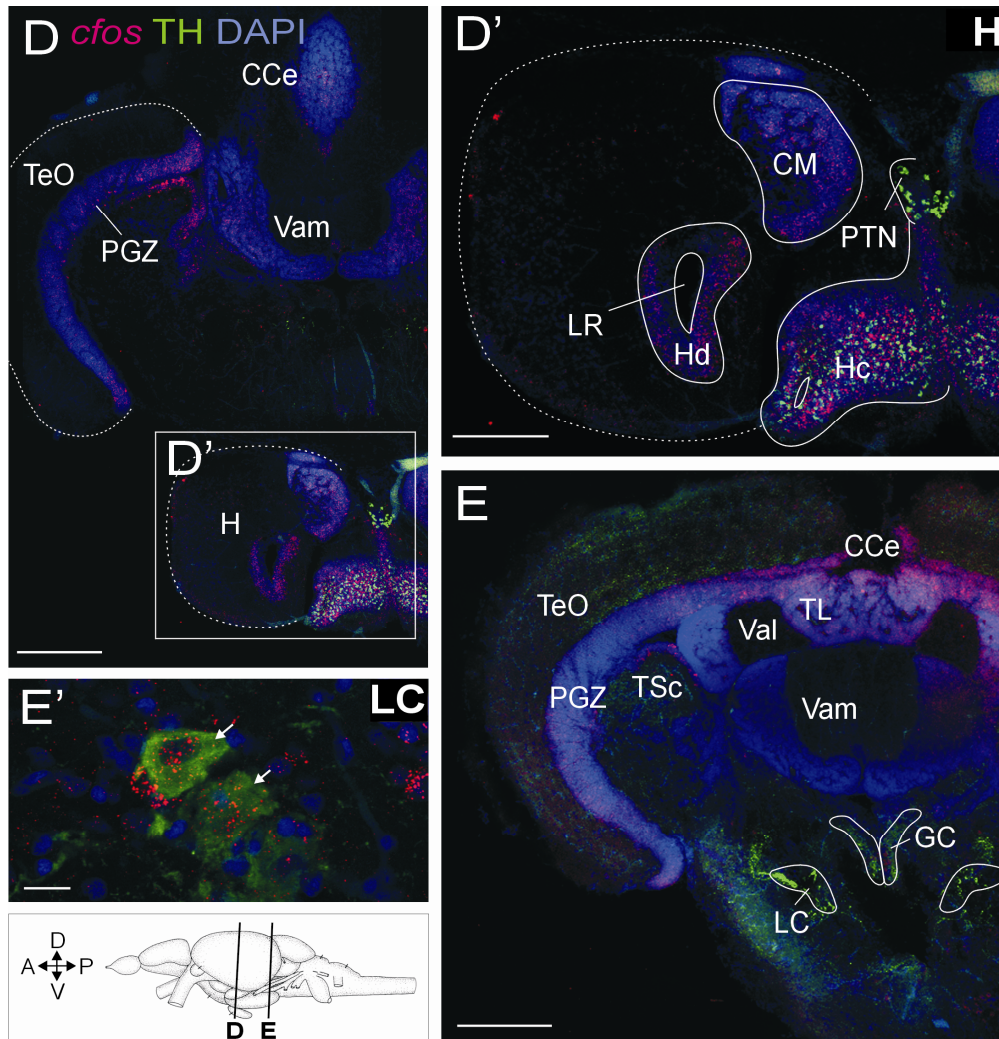 D cfos TH DAPI
CCe
TeO
PGZ
Vam
D'
H
D'
H
CM
PTN
LR
Hd
Hc
E'
LC
E
CCe
TeO
TL
Val
PGZ
TSc
Vam
GC
LC
D
A P
V
D E